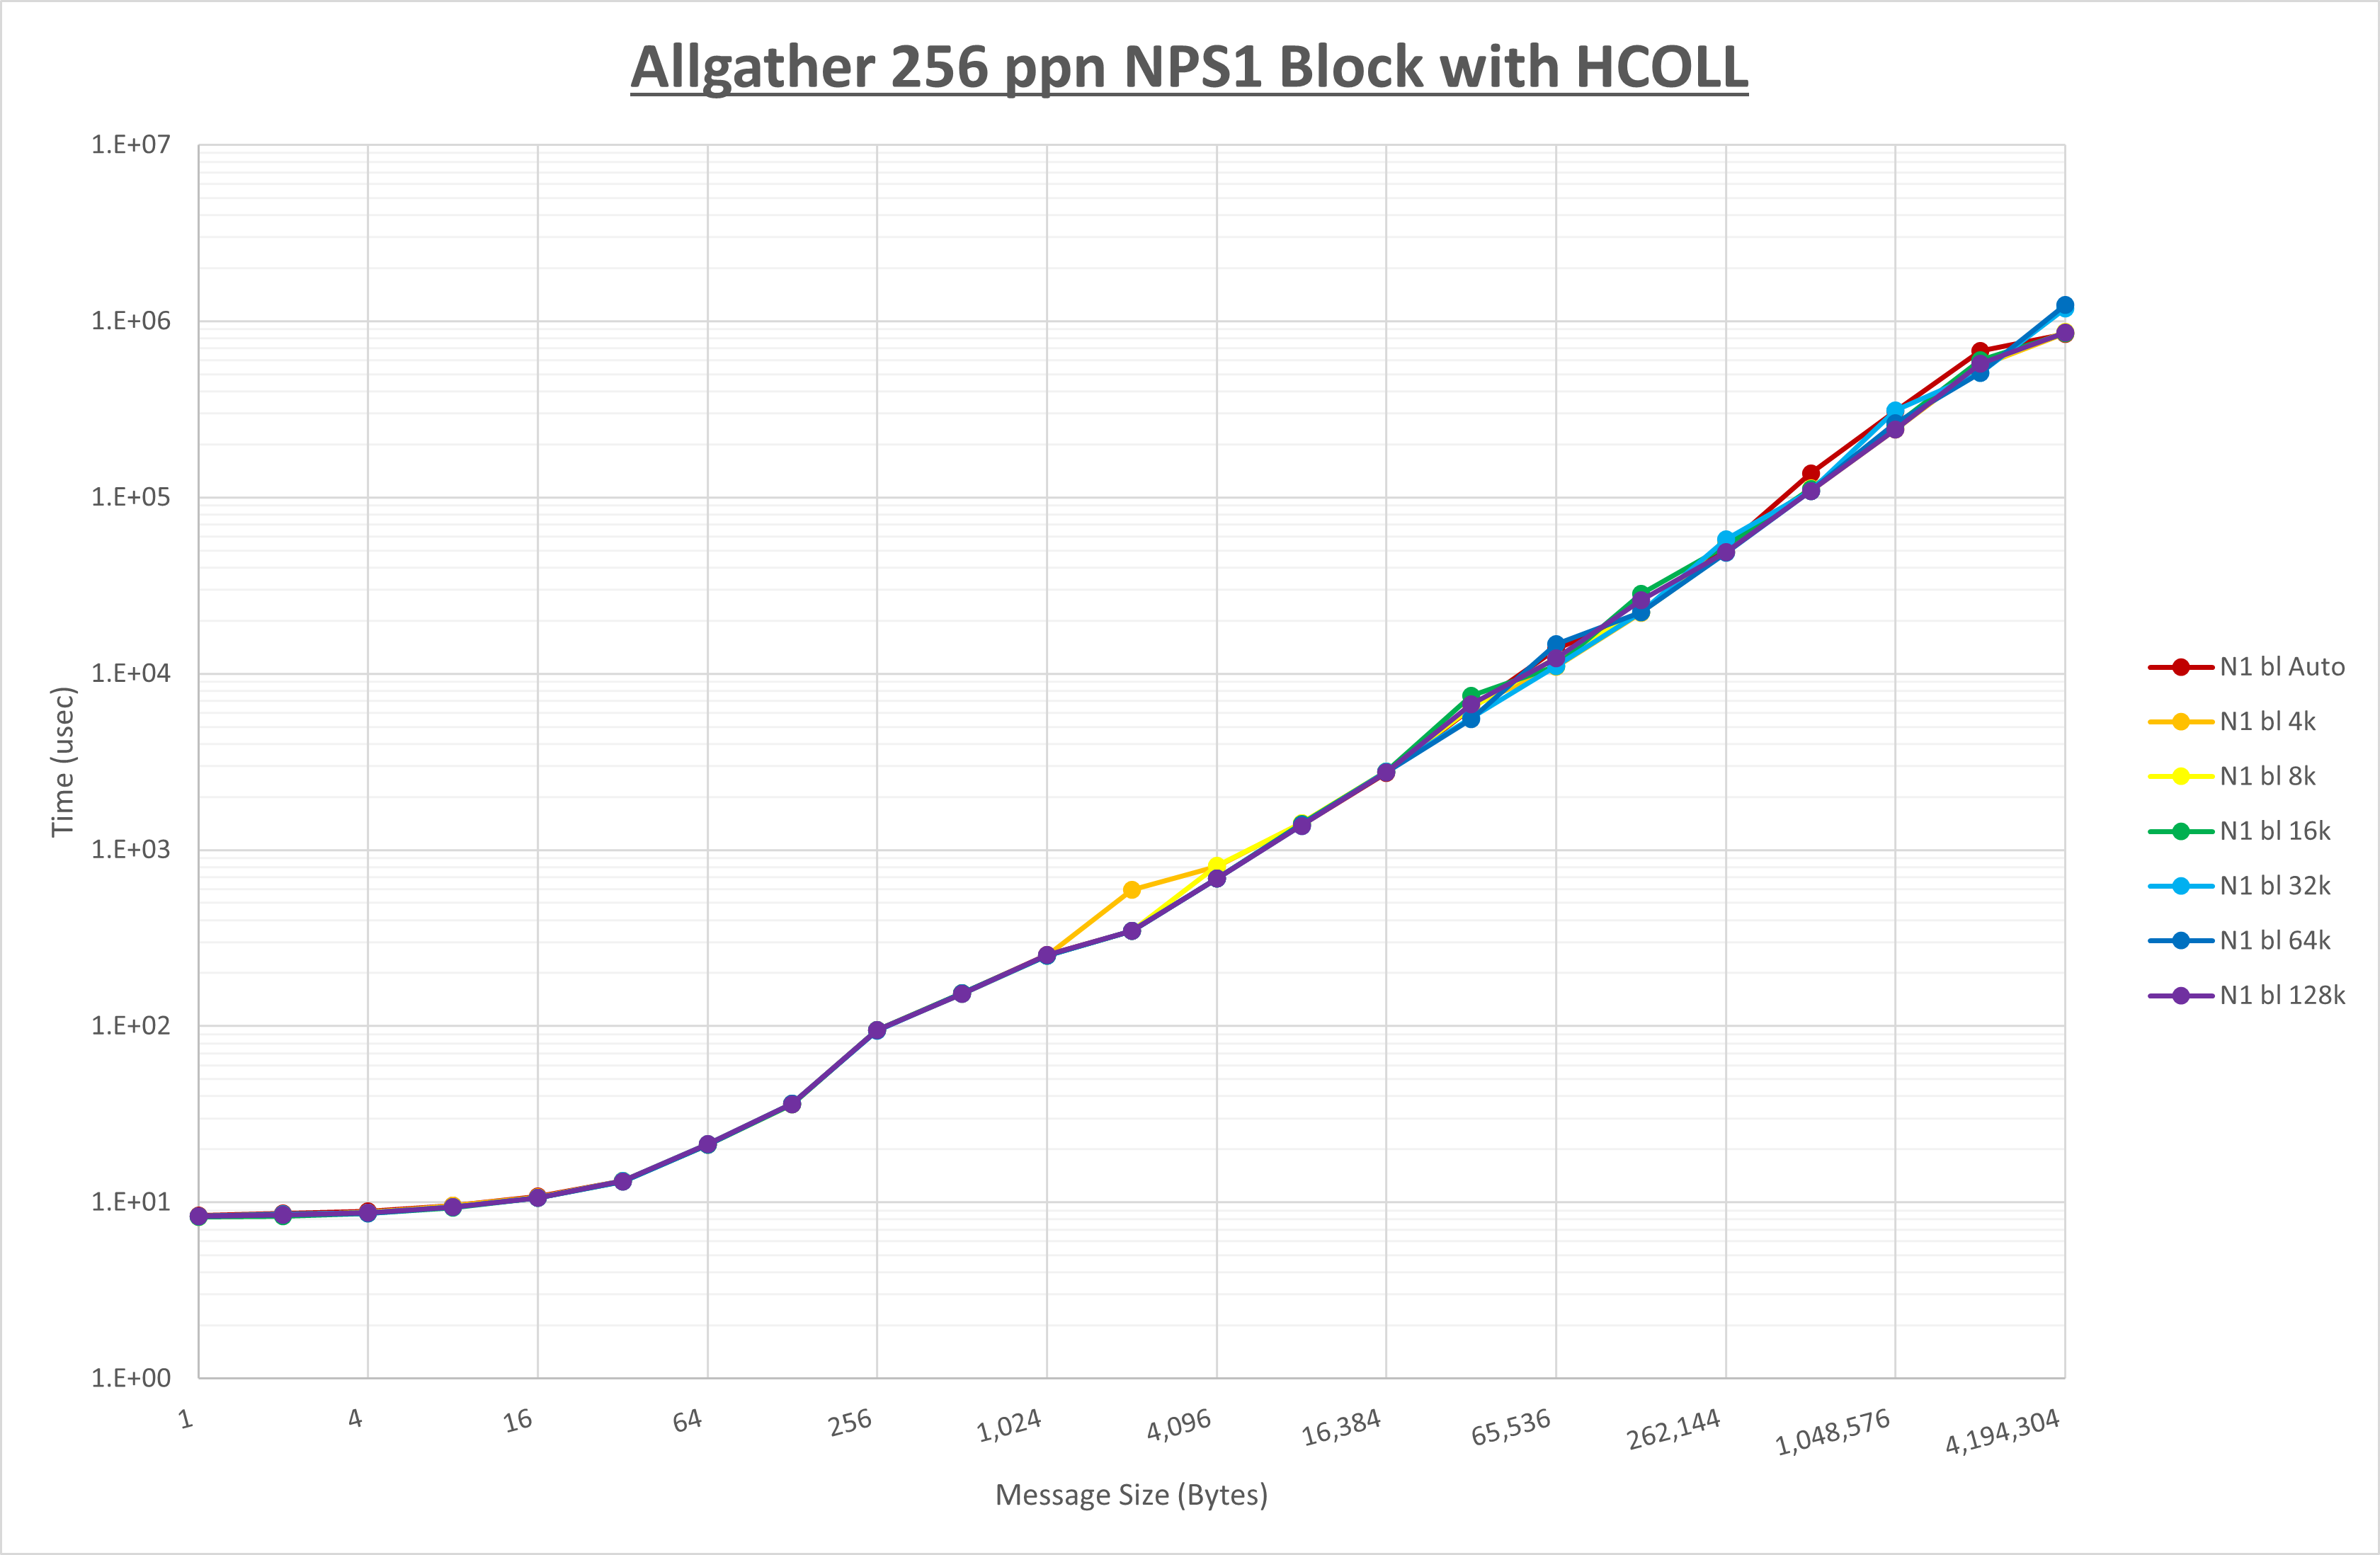 Allgather 256 ppn NPS1 Block with HCOLL
1.E+07
1.E+06
1.E+05
1.E+04
1.E+03
1.E+02
1.E+01
1.E+00
Time (usec)
1
4
16
64
256
1,024
4,096
16,384
65,536
262,144
1,048,576
4,194,304
Message Size (Bytes)
N1 bl Auto
N1 bl 4k
N1 bl 8k
N1 bl 16k
N1 bl 32k
N1 bl 64k
N1 bl 128k